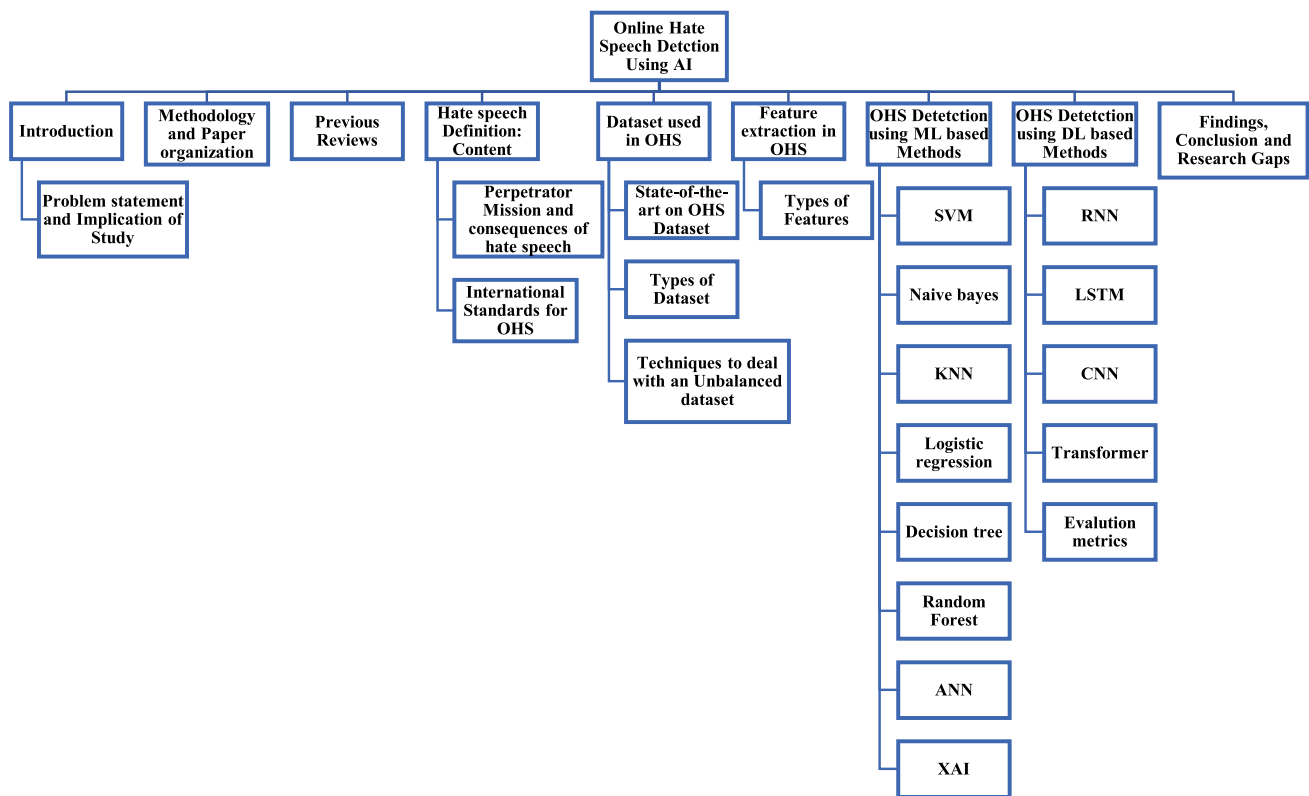 Online Hate
Speech Detction
Using AI
Introduction
Methodology
and Paper
organization
Previous
Reviews
Hate speech
Definition:
Content
Dataset used
in OHS
Feature
extraction in
OHS
OHS Detetction
using ML based
Methods
OHS Detetction
using DL based
Methods
Findings,
Conclusion and
Research Gaps
Problem statement
and Implication of
Study
Perpetrator
Mission and
consequences of
hate speech
International
Standards for
OHS
State-of-the-
art on OHS
Dataset
Types of
Dataset
Techniques to deal
with an Unbalanced
dataset
Types of
Features
SVM
Naive bayes
KNN
Logistic
regression
Decision tree
Random
Forest
ANN
XAI
RNN
LSTM
CNN
Transformer
Evalution
metrics